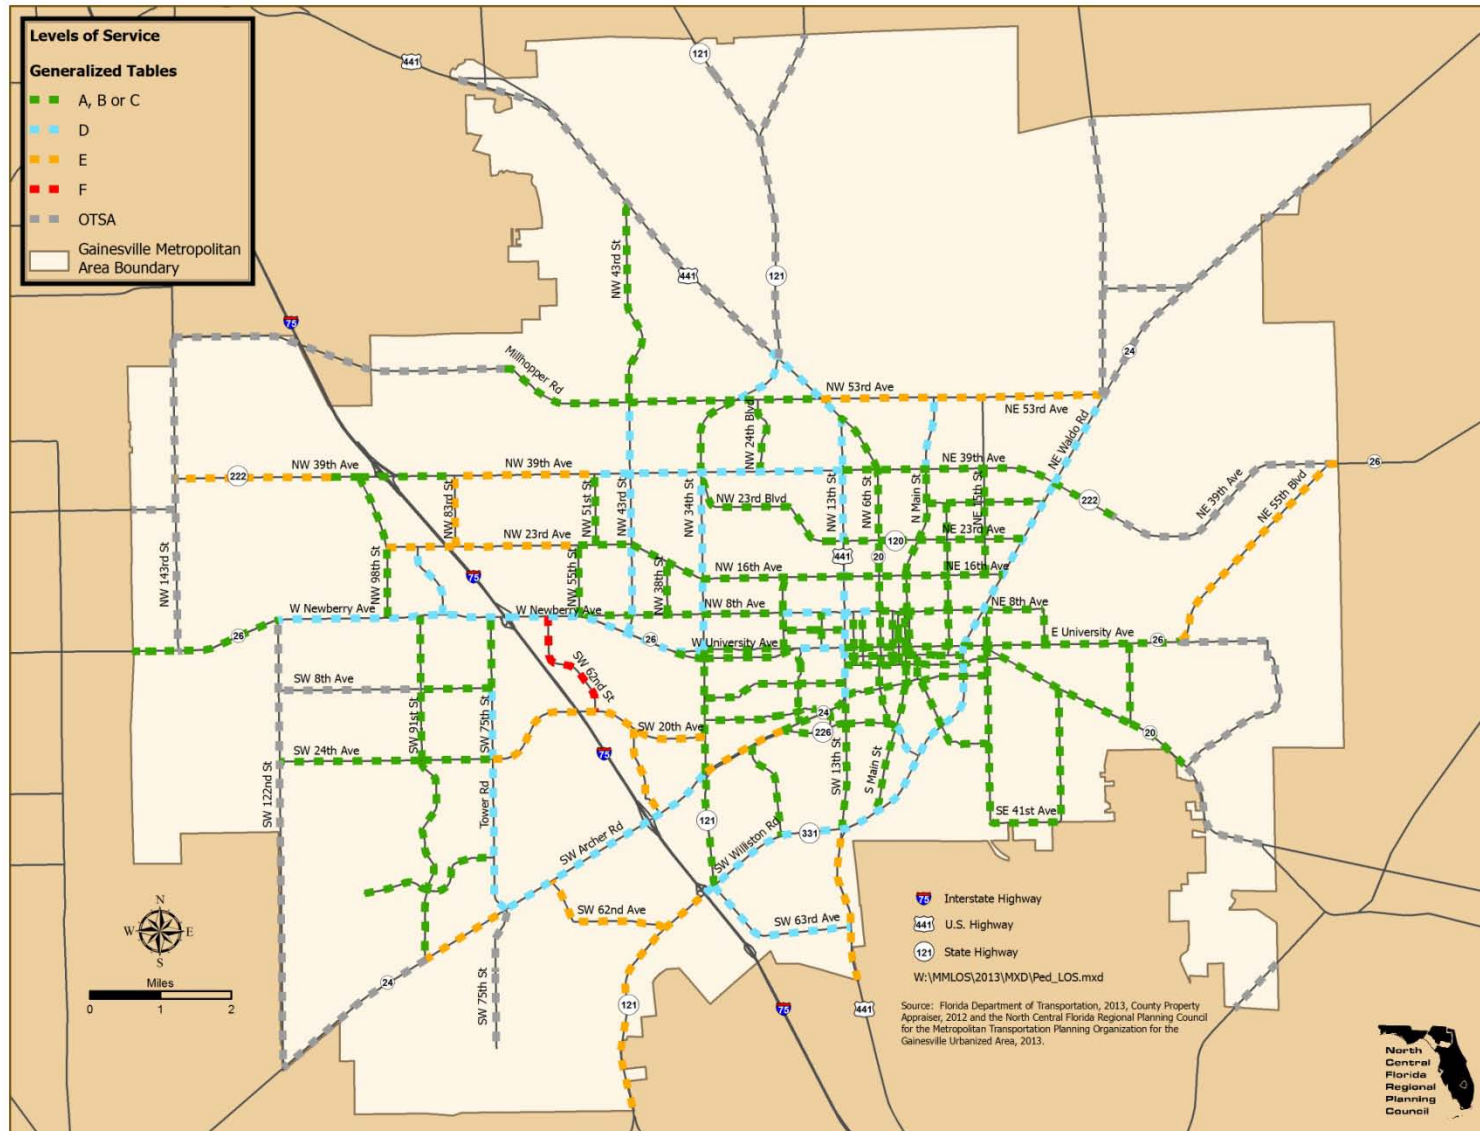 Levels of Service
Generalized Tables
A, B or C
D
E
F
OTSA
Gainesville Metropolitan
Area Boundary
441
121
NW 43rd St
441
121
75
24
Millhopper Rd
NW 53rd Ave
NE 53rd Ave
NW 24th Blvd
NE Waldo Rd
222
NW 39th Ave
NW 39th Ave
NE 39th Ave
26
NW 83rd St
NW 51st St
NW 43rd St
NW 34th St
NW 23rd Blvd
NW 13th St
NW 6th St
N Main St
NE 15th St
222
NE 39th Ave
NE 55th Blvd
NW 143rd St
NW 98th St
NW 23rd Ave
120
NE 23rd Ave
75
NW 55th St
NW 38th St
441
20
NW 16th Ave
NE 16th Ave
W Newberry Ave
W Newberry Ave
NW 8th Ave
NE 8th Ave
26
26
W University Ave
E University Ave
26
SW 62nd St
SW 8th Ave
SW 91st St
SW 75th St
SW 20th Ave
24
226
20
SW 24th Ave
75
SW 122nd St
Tower Rd
SW 13th St
S Main St
SE 41st Ave
121
SW Archer Rd
SW Williston Rd
331
SW 62nd Ave
SW 63rd Ave
24
SW 75th St
121
75
441
N
W
E
S
Miles
0
1
2
75
Interstate Highway
441
U.S. Highway
121
State Highway
W:\MMLOS\2013\MXD\Ped_LOS.mxd
Source: Florida Department of Transportation, 2013, County Property
Appraiser, 2012 and the North Central Florida Regional Planning Council
for the Metropolitan Transportation Planning Organization for the
Gainesville Urbanized Area, 2013.
North
Central
Florida
Regional
Planning
Council